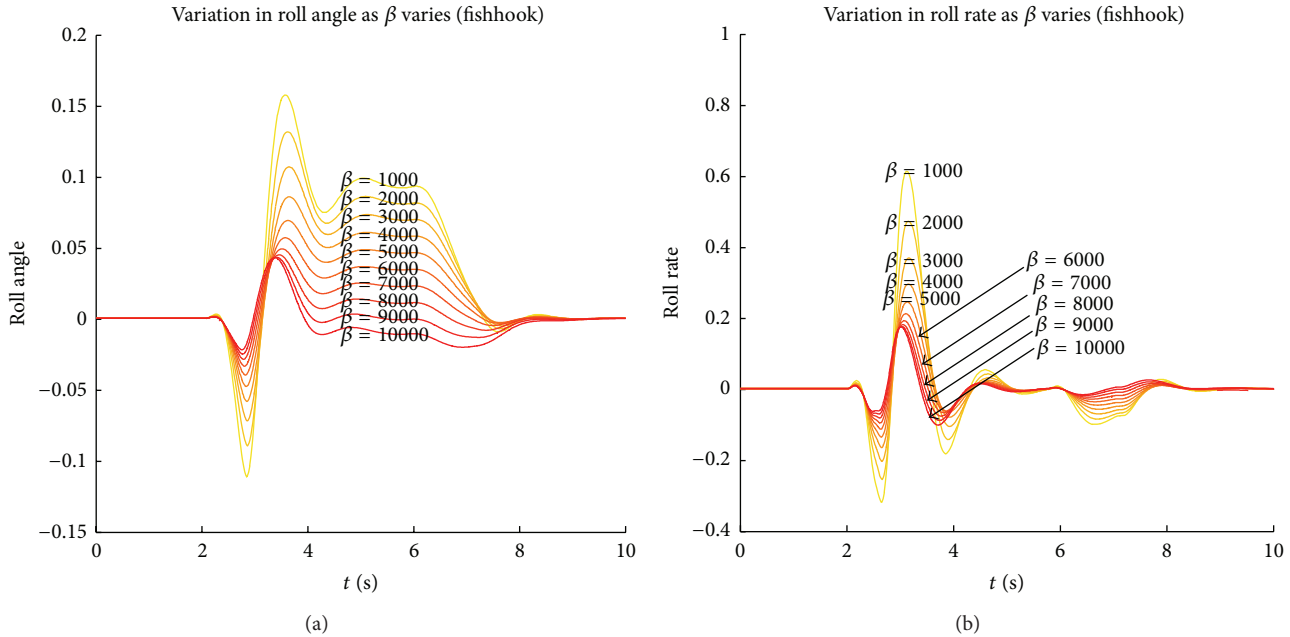 Variation in roll angle as β varies (fishhook)
0.2
0.15
0.1
0.05
0
−0.05
−0.1
−0.15
Roll angle
β = 1000
β = 2000
β = 3000
β = 4000
β = 5000
β = 6000
β = 7000
β = 8000
β = 9000
β = 10000
0 2 4 6 8 10
t (s)
(a)
Variation in roll rate as β varies (fishhook)
1
0.8
0.6
0.4
0.2
0
−0.2
−0.4
Roll rate
β = 1000
β = 2000
β = 3000
β = 4000
β = 5000
β = 6000
β = 7000
β = 8000
β = 9000
β = 10000
0 2 4 6 8 10
t (s)
(b)